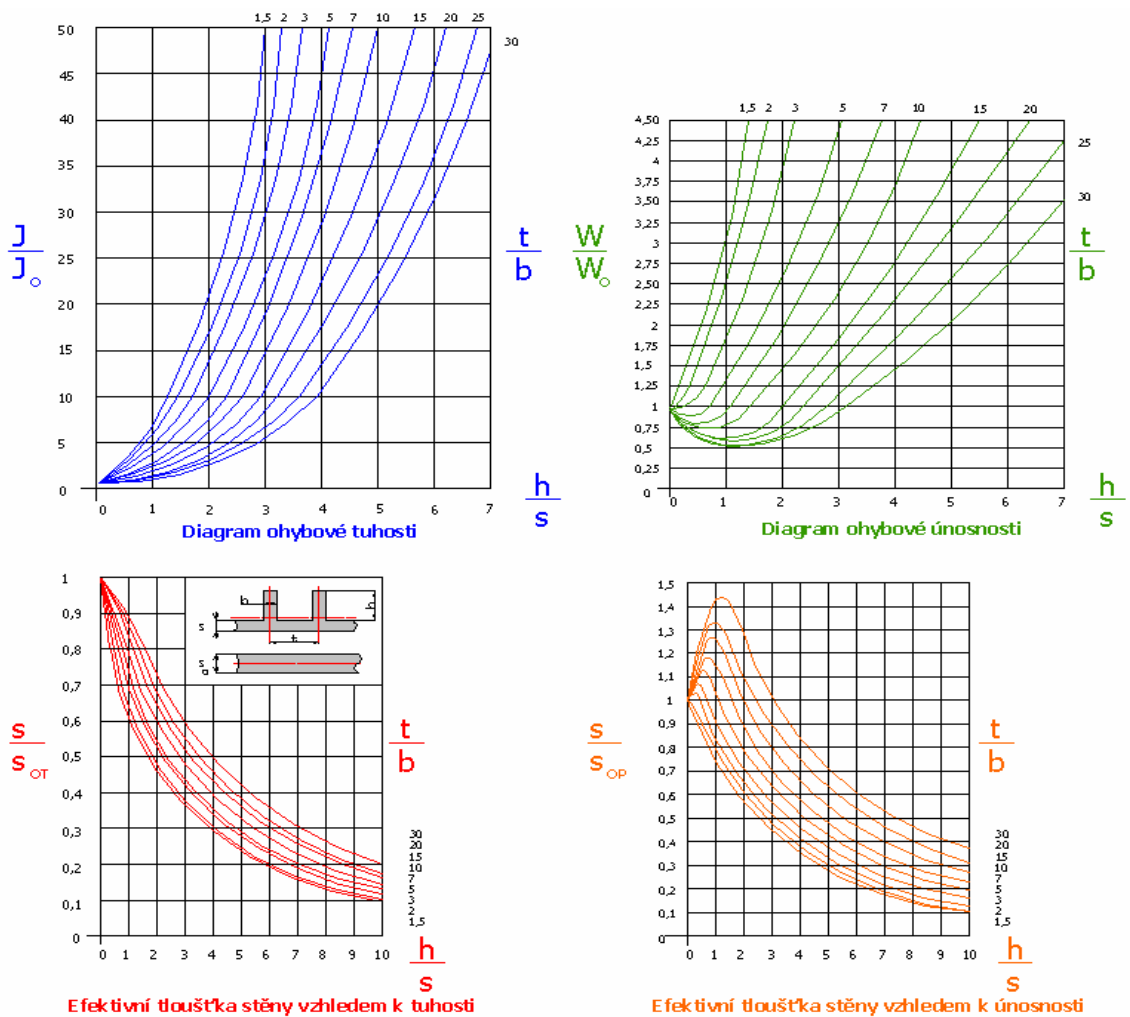 1,5 2 3 5 7 10 15 20 25
30
50
45
40
35
30
25
20
15
10
5
0
J
J O
t
b
0 1 2 3 4 5 6 7
h
s
Diagram ohybové tuhosti
1,5 2 3 5 7 10 15 20
25
30
4,50
4,25
4
3,75
3,50
3,25
3
2,75
2,50
2,25
2
1,75
1,5
1,25
1
0,75
0,5
0,25
0
W
W O
t
b
0 1 2 3 4 5 6 7
h
s
Diagram ohybové únosnosti
1
0,9
0,8
0,7
0,6
0,5
0,4
0,3
0,2
0,1
0
b
h
s
t
s
s
s OT
t
b
30
20
15
10
7
5
3
2
1,5
0 1 2 3 4 5 6 7 8 9 10
h
s
Efektivní tloušťka stěny vzhledem k tuhosti
1,5
1,4
1,3
1,2
1,1
1
0,9
0,8
0,7
0,6
0,5
0,4
0,3
0,2
0,1
0
s
s OP
t
b
30
20
15
10
7
5
3
2
1,5
0 1 2 3 4 5 6 7 8 9 10
h
s
Efektivní tloušťka stěny vzhledem k únosnosti